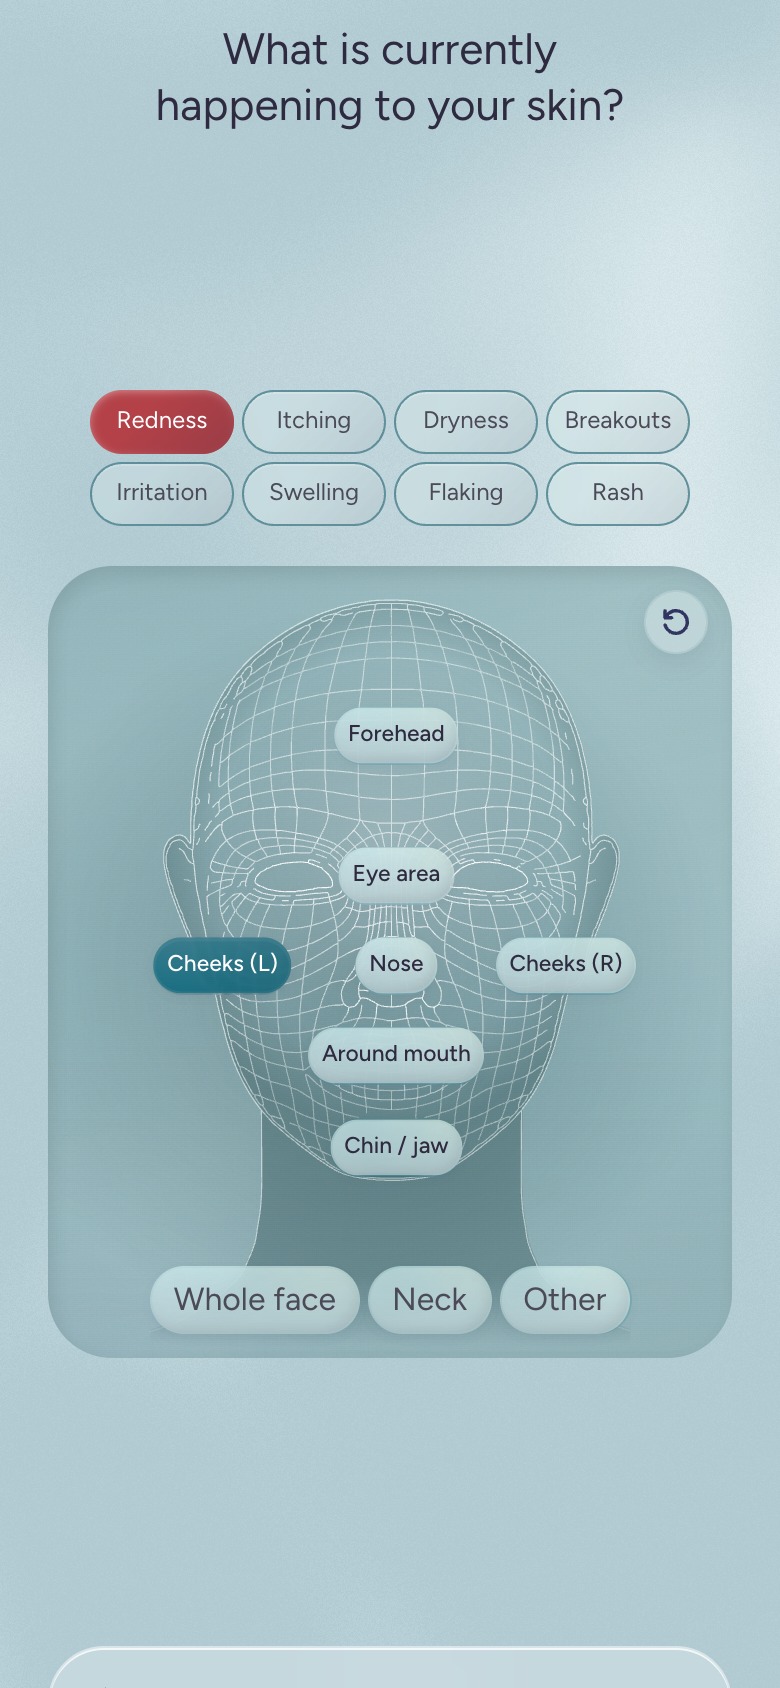 What is currently
happening to your skin?
Redness
Itching
Dryness
Breakouts
Irritation
Swelling
Flaking
Rash
Forehead
Eye area
Cheeks (L)
Nose
Cheeks (R)
Around mouth
Chin / jaw
Whole face
Neck
Other